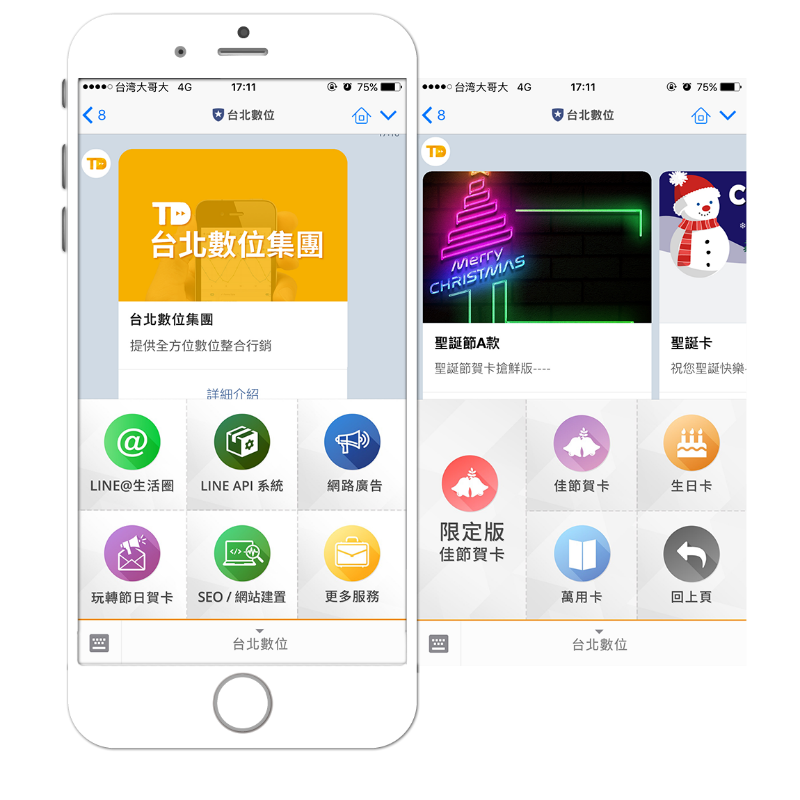 台湾大哥大 4G 17:11 75%
8 台北數位
TD
TD
台北數位集團
台北數位集團
提供全方位數位整合行銷
詳細介紹
LINE@生活圈
LINE API 系統
網路廣告
玩轉節日賀卡
SEO / 網站建置
更多服務
台北數位
台湾大哥大 4G 17:11 75%
8 台北數位
TD
Merry
CHRISTMAS
聖誕節A款
聖誕節賀卡搶鮮版----
C
聖誕卡
祝您聖誕快樂
限定版
佳節賀卡
佳節賀卡
生日卡
萬用卡
回上頁
台北數位